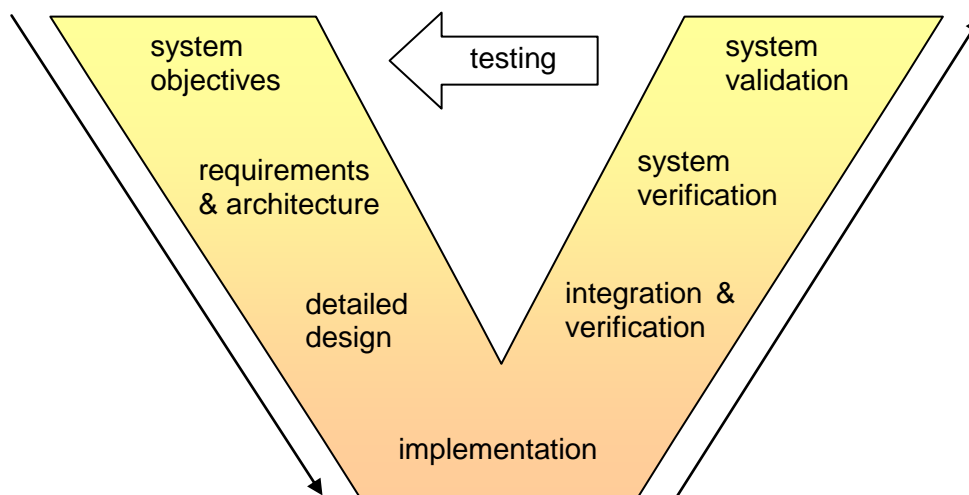 system
objectives
testing
system
validation
requirements
& architecture
system
verification
detailed
design
integration &
verification
implementation